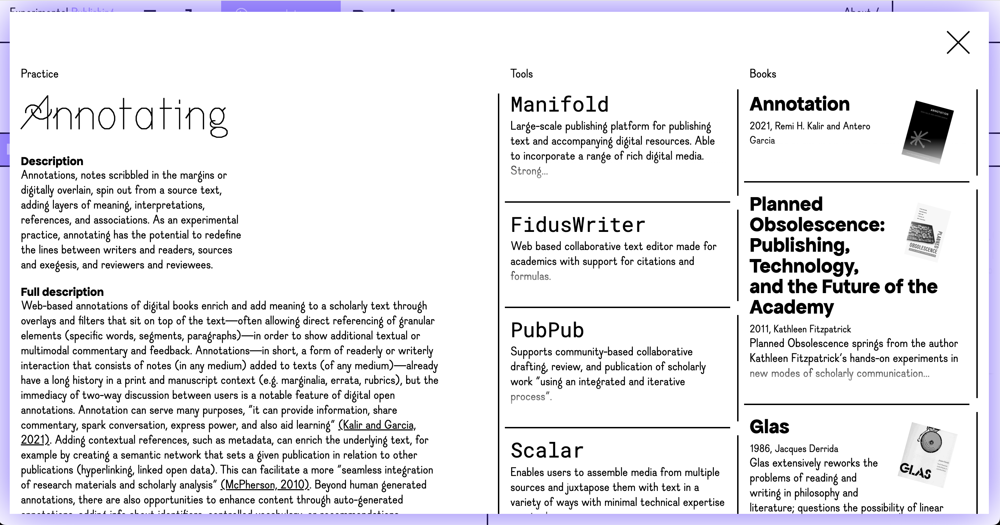 Experimental Publishing
About /
Practice
Annotating
Description
Annotations, notes scribbled in the margins or
digitally overlain, spin out from a source text,
adding layers of meaning, interpretations,
references, and associations. As an experimental
practice, annotating has the potential to redefine
the lines between writers and readers, sources
and exegesis, and reviewers and reviewees.
Full description
Web-based annotations of digital books enrich and add meaning to a scholarly text through
overlays and filters that sit on top of the text—often allowing direct referencing of granular
elements (specific words, segments, paragraphs)—in order to show additional textual or
multimodal commentary and feedback. Annotations—in short, a form of readerly or writerly
interaction that consists of notes (in any medium) added to texts (of any medium)—already
have a long history in a print and manuscript context (e.g. marginalia, errata, rubrics), but the
immediacy of two-way discussion between users is a notable feature of digital open
annotations. Annotation can serve many purposes, “it can provide information, share
commentary, spark conversation, express power, and also aid learning” (Kalir and Garcia,
2021). Adding contextual references, such as metadata, can enrich the underlying text, for
example by creating a semantic network that sets a given publication in relation to other
publications (hyperlinking, linked open data). This can facilitate a more “seamless integration
of research materials and scholarly analysis” (McPherson, 2010). Beyond human generated
annotations, there are also opportunities to enhance content through auto-generated
annotations, adding info about identifiers, controlled vocabulary, or recommendations
Tools
Manifold
Large-scale publishing platform for publishing
text and accompanying digital resources. Able
to incorporate a range of rich digital media.
Strong...
FidusWriter
Web based collaborative text editor made for
academics with support for citations and
formulas.
PubPub
Supports community-based collaborative
drafting, review, and publication of scholarly
work “using an integrated and iterative
process”.
Scalar
Enables users to assemble media from multiple
sources and juxtapose them with text in a
variety of ways with minimal technical expertise
Books
Annotation
2021, Remi H. Kalir and Antero
Garcia
ANNOTATION
Planned
Obsolescence:
Publishing,
Technology,
and the Future of the
Academy
PLANNED
OBSOLESCENCE
2011, Kathleen Fitzpatrick
Planned Obsolescence springs from the author
Kathleen Fitzpatrick’s hands-on experiments in
new modes of scholarly communication...
Glas
1986, Jacques Derrida
Glas extensively reworks the
problems of reading and
writing in philosophy and
literature; questions the possibility of linear
GLAS